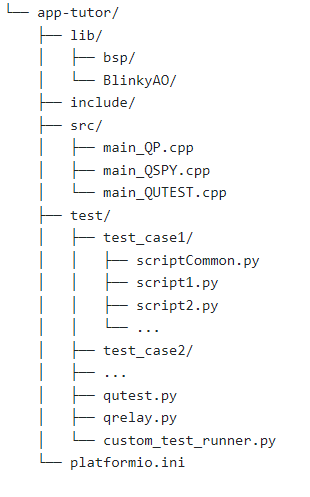 └── app-tutor/
    ├── lib/
    │   ├── bsp/
    │   └── BlinkyAO/
    ├── include/
    ├── src/
    │   ├── main_QP.cpp
    │   ├── main_QSPY.cpp
    │   └── main_QUTEST.cpp
    ├── test/
    │   ├── test_case1/
    │   │   ├── scriptCommon.py
    │   │   ├── script1.py
    │   │   ├── script2.py
    │   │   └── ...
    │   ├── test_case2/
    │   ├── ...
    │   ├── qutest.py
    │   ├── qrelay.py
    │   └── custom_test_runner.py
    └── platformio.ini